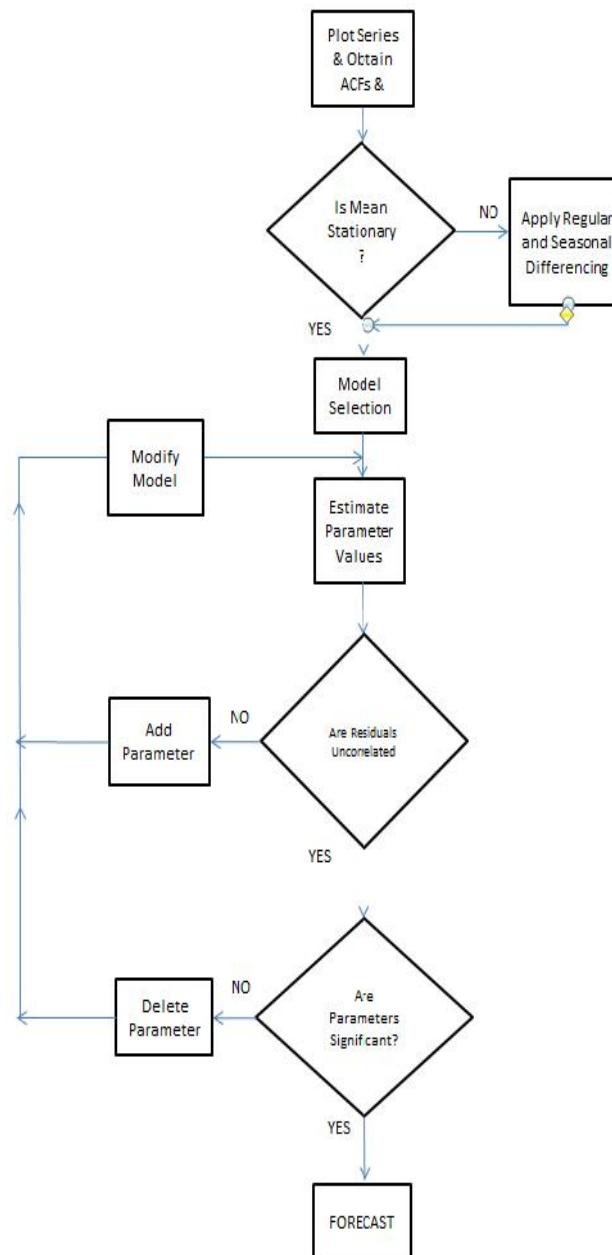 Plot Series
& Obtain
ACFs &
Is Mean
Stationary
?
NO
Apply Regular
and Seasonal
Differencing
YES
Model
Selection
Modify
Model
Estimate
Parameter
Values
Are Residuals
Uncorrelated
NO
Add
Parameter
YES
Are
Parameters
Significant?
NO
Delete
Parameter
YES
FORECAST